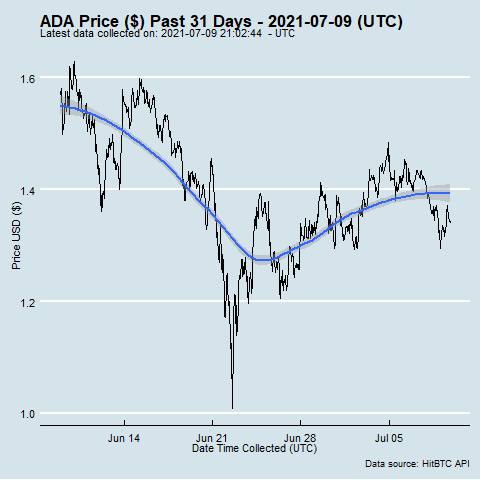 ADA Price ($) Past 31 Days - 2021-07-09 (UTC)
Latest data collected on: 2021-07-09 21:02:44 - UTC
Price USD ($)
1.6
1.4
1.2
1.0
Jun 14 Jun 21 Jun 28 Jul 05
Date Time Collected (UTC)
Data source: HitBTC API